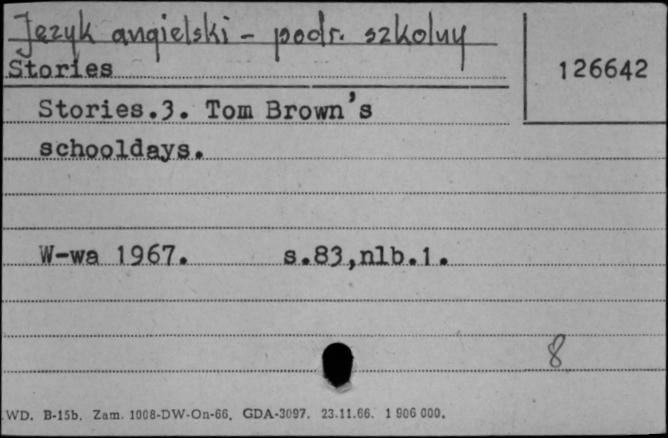 Język angielski - podr. szkolny
Stories
126642
Stories.3. Tom Brown's
schooldays.
W-wa 1967. s.83,nlb.1.
8
WD. B-15b. Zam. 1008-DW-On-66. GDA-3097. 23.11.66. 1 906 000.